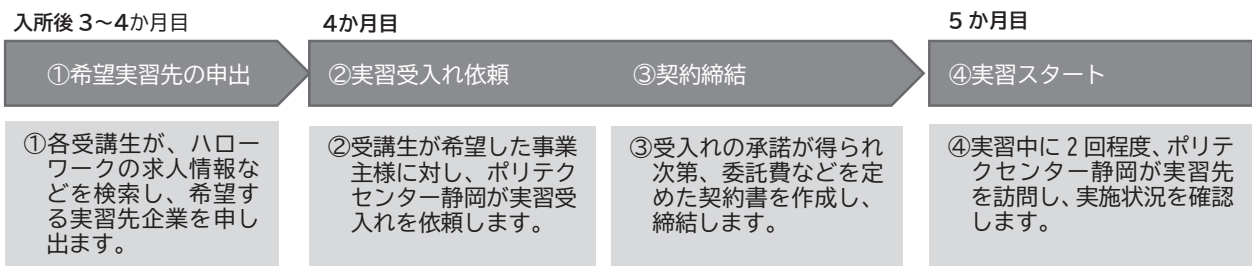 入所後 3～4か月目
4か月目
5 か月目
①希望実習先の申出
②実習受入れ依頼
③契約締結
④実習スタート
①各受講生が、ハロー
ワークの求人情報な
どを検索し、希望す
る実習先企業を申し
出ます。
②受講生が希望した事業
主様に対し、ポリテク
センター静岡が実習受
入れを依頼します。
③受入れの承諾が得られ
次第、委託費などを定
めた契約書を作成し、
締結します。
④実習中に 2 回程度、ポリテ
クセンター静岡が実習先
を訪問し、実施状況を確認
します。